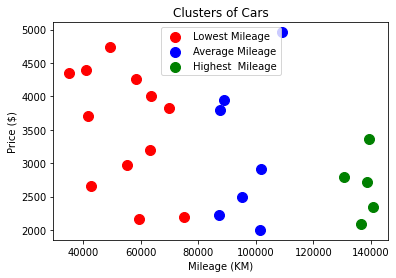 Clusters of Cars
Lowest Mileage
Average Mileage
Highest  Mileage
Price ($)
5000
4500
4000
3500
3000
2500
2000
40000 60000 80000 100000 120000 140000
Mileage (KM)